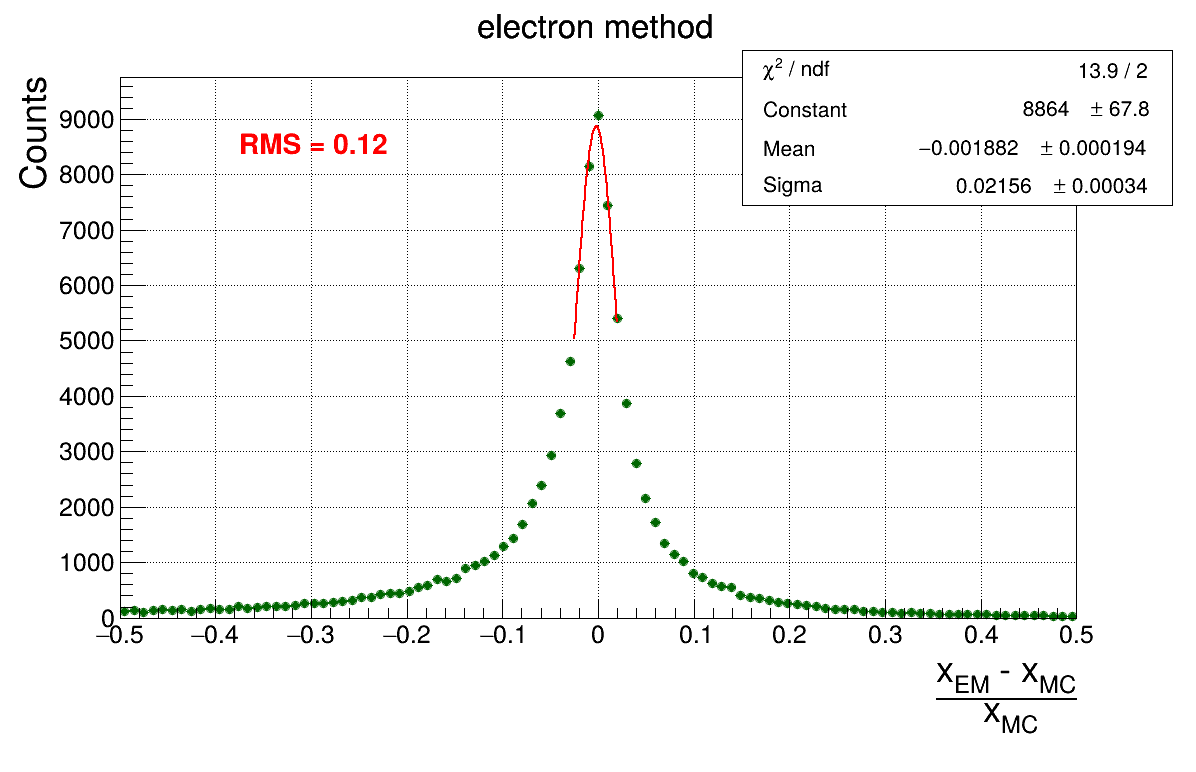 electron method
χ² / ndf 13.9 / 2
Constant 8864 ± 67.8
Mean −0.001882 ± 0.000194
Sigma 0.02156 ± 0.00034
RMS = 0.12
Counts
9000
8000
7000
6000
5000
4000
3000
2000
1000
0
−0.5 −0.4 −0.3 −0.2 −0.1 0 0.1 0.2 0.3 0.4 0.5
x_EM - x_MC
x_MC